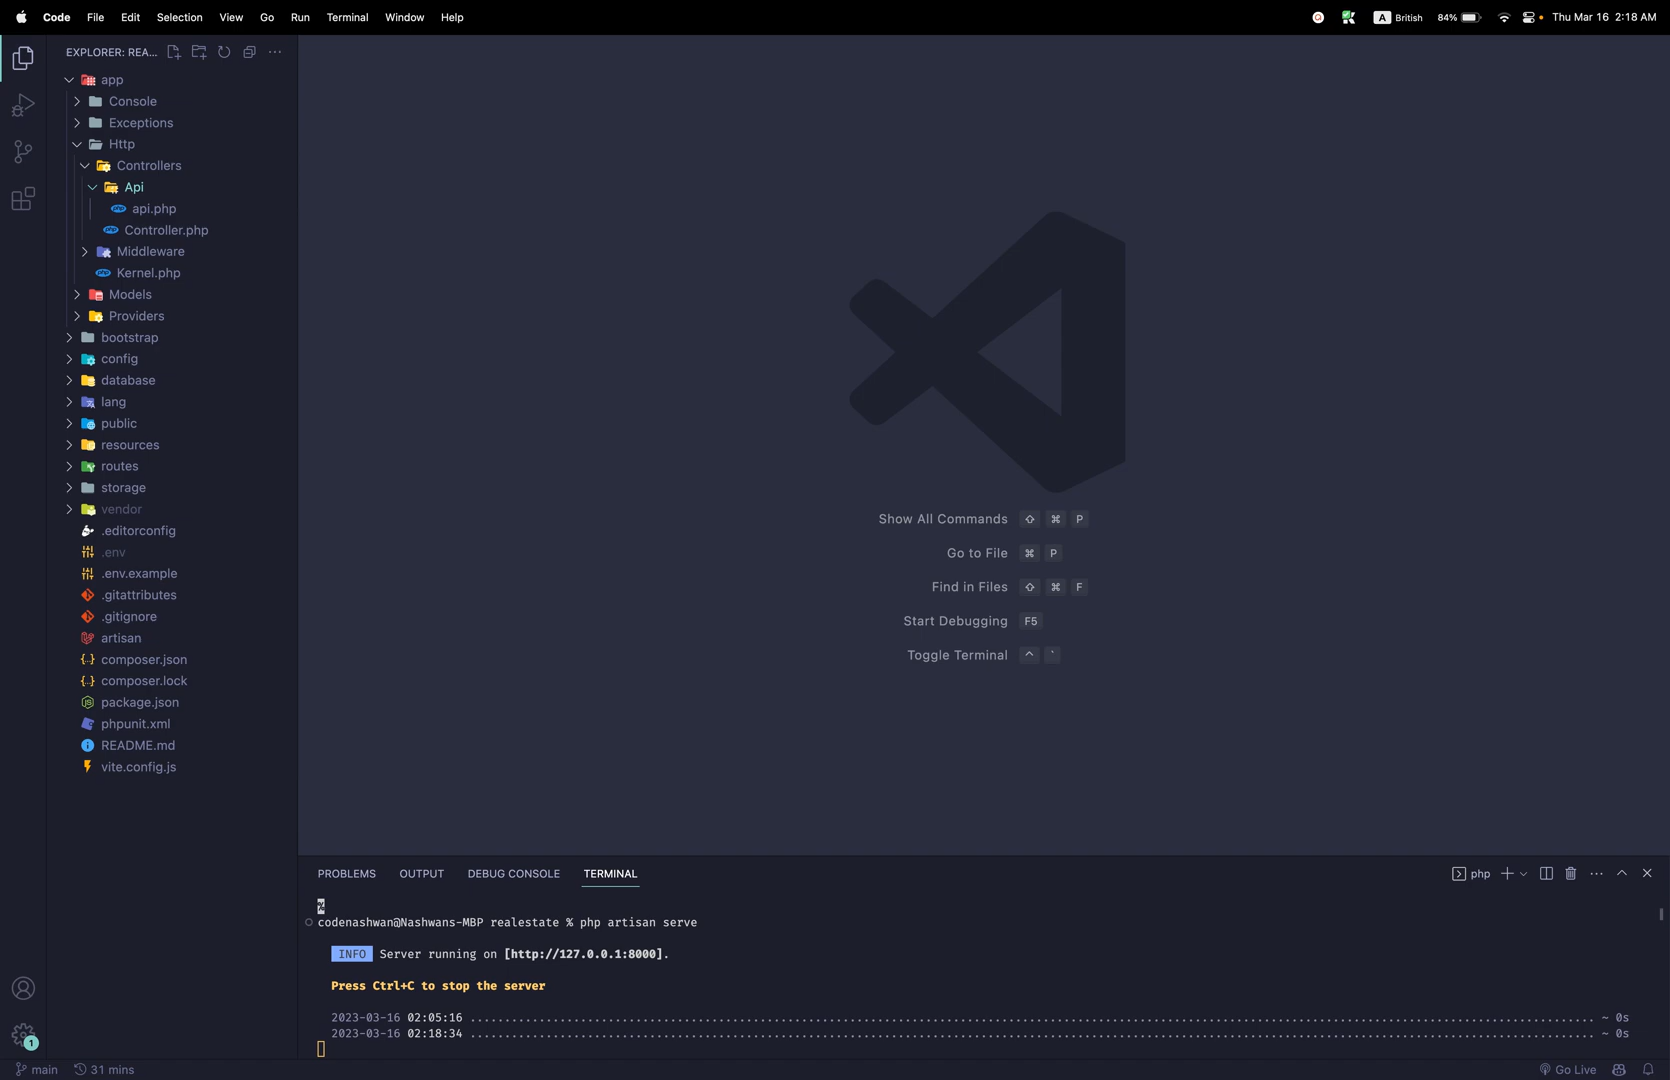 Code File Edit Selection View Go Run Terminal Window Help
A British 84% Thu Mar 16 2:18 AM
EXPLORER: REA...
app
Console
Exceptions
Http
Controllers
Api
api.php
Controller.php
Middleware
Kernel.php
Models
Providers
bootstrap
config
database
lang
public
resources
routes
storage
vendor
.editorconfig
.env
.env.example
.gitattributes
.gitignore
artisan
composer.json
composer.lock
package.json
phpunit.xml
README.md
vite.config.js
Show All Commands ⇧ ⌘ P
Go to File ⌘ P
Find in Files ⇧ ⌘ F
Start Debugging F5
Toggle Terminal ^ `
PROBLEMS OUTPUT DEBUG CONSOLE TERMINAL
php
%
codenashwan@Nashwans-MBP realestate % php artisan serve
INFO Server running on [http://127.0.0.1:8000].
Press Ctrl+C to stop the server
2023-03-16 02:05:16 ........ ~ 0s
2023-03-16 02:18:34 ........ ~ 0s
1
main 31 mins
Go Live